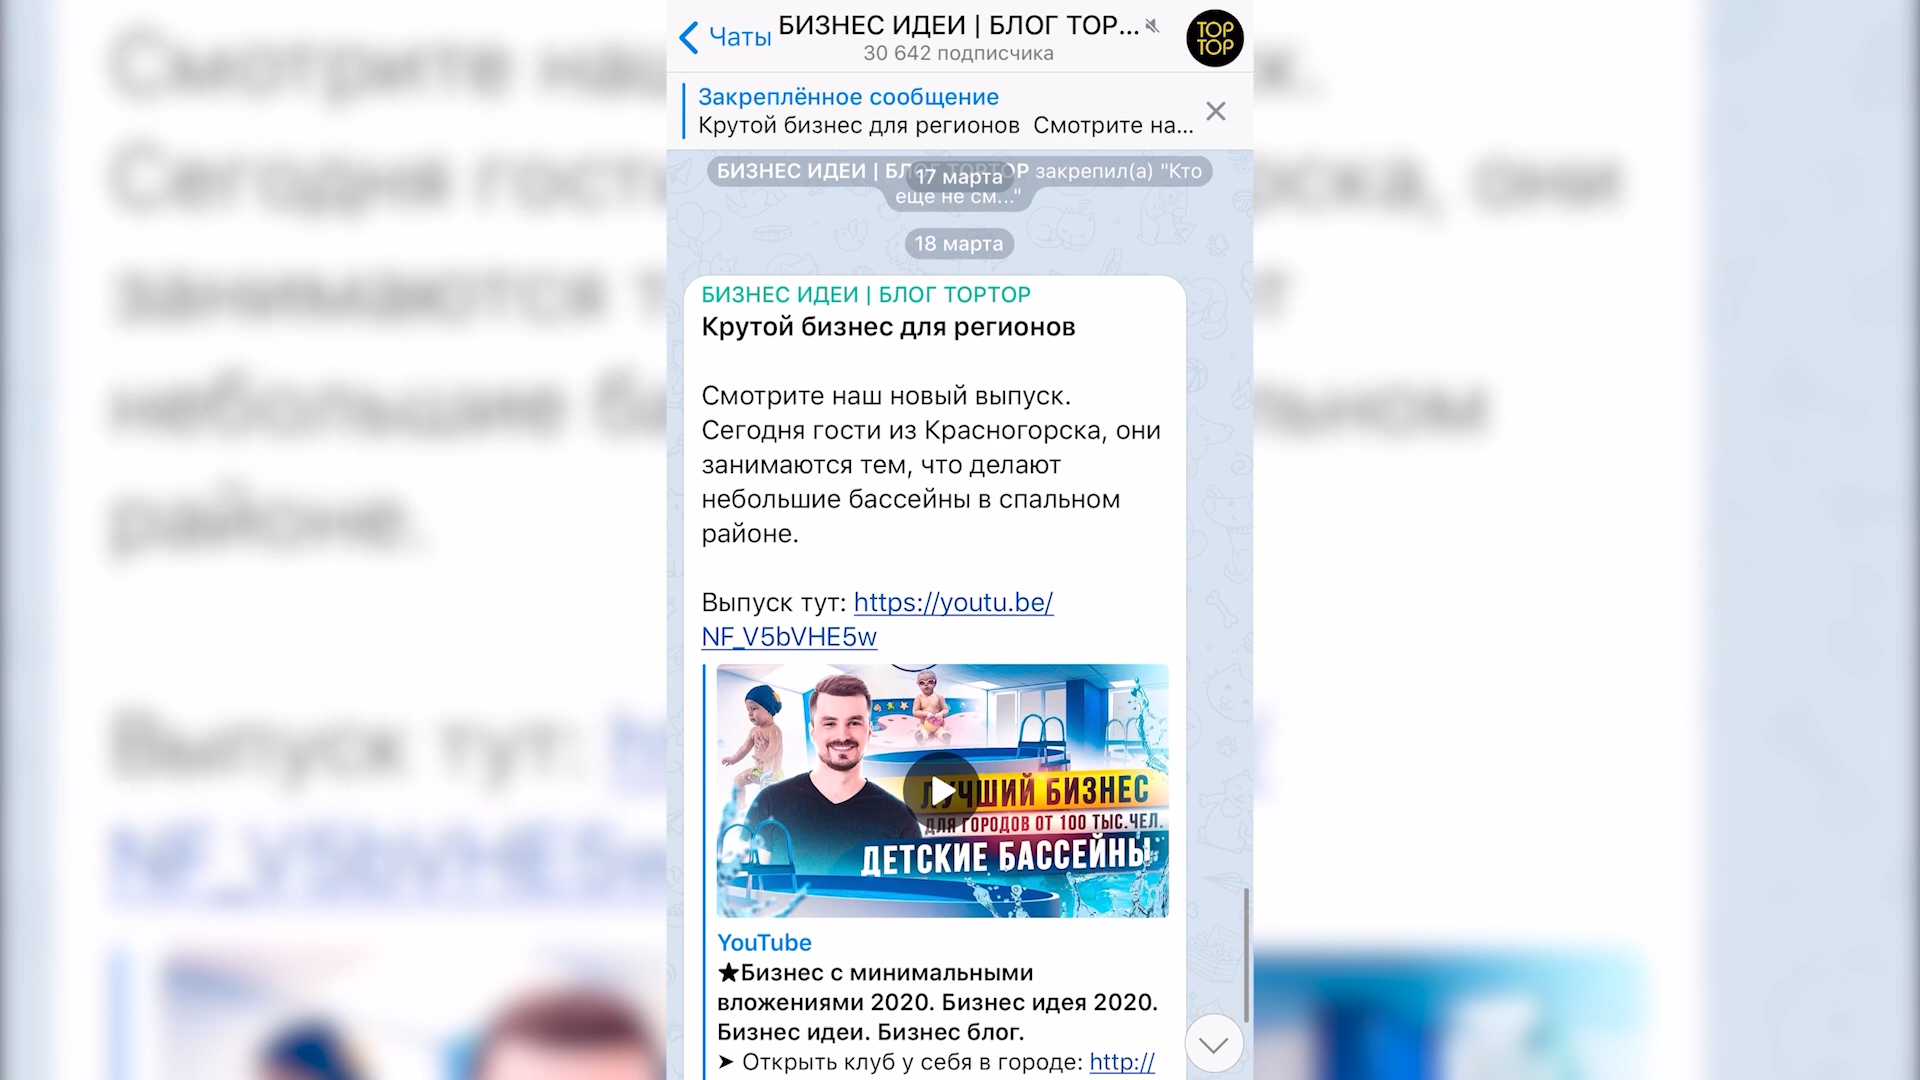 Чаты
БИЗНЕС ИДЕИ | БЛОГ TOP...
30 642 подписчика
TOP
TOP
Закреплённое сообщение
Крутой бизнес для регионов Смотрите на...
БИЗНЕС ИДЕИ | БЛОГ TOPTOP закрепил(а) "Кто
еще не см..."
17 марта
18 марта
БИЗНЕС ИДЕИ | БЛОГ TOPTOP
Крутой бизнес для регионов
Смотрите наш новый выпуск.
Сегодня гости из Красногорска, они
занимаются тем, что делают
небольшие бассейны в спальном
районе.
Выпуск тут: https://youtu.be/
NF_V5bVHE5w
ЛУЧШИЙ БИЗНЕС
ДЛЯ ГОРОДОВ ОТ 100 ТЫС.ЧЕЛ.
ДЕТСКИЕ БАССЕЙНЫ
YouTube
★Бизнес с минимальными
вложениями 2020. Бизнес идея 2020.
Бизнес идеи. Бизнес блог.
➤ Открыть клуб у себя в городе: http://